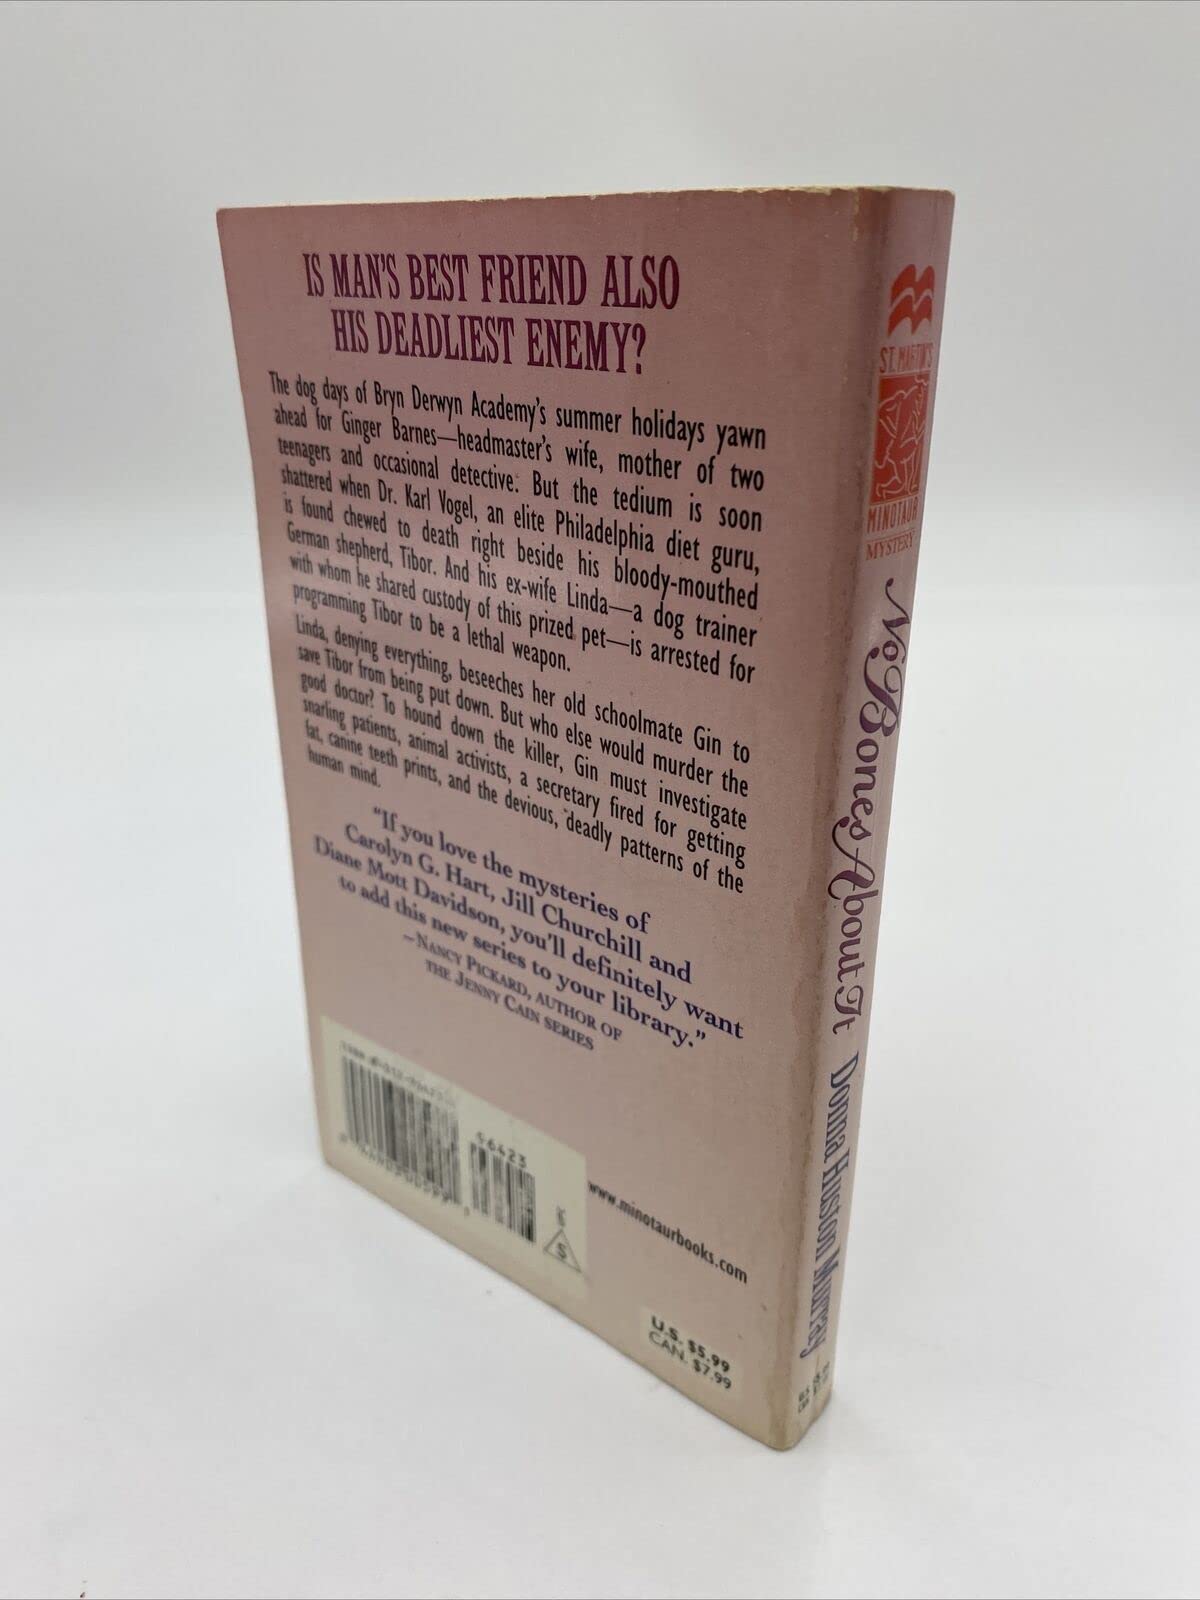 IS MAN'S BEST FRIEND ALSO
HIS DEADLIEST ENEMY?
The dog days of Bryn Derwyn Academy's summer holidays yawn
ahead for Ginger Barnes—headmaster's wife, mother of two
teenagers and occasional detective. But the tedium is soon
shattered when Dr. Karl Vogel, an elite Philadelphia diet guru,
is found chewed to death right beside his bloody-mouthed
German shepherd, Tibor. And his ex-wife Linda—a dog trainer
with whom he shared custody of this prized pet—is arrested for
programming Tibor to be a lethal weapon.
Linda, denying everything, beseeches her old schoolmate Gin to
save Tibor from being put down. But who else would murder the
good doctor? To hound down the killer, Gin must investigate
snarling patients, animal activists, a secretary fired for getting
fat, canine teeth prints, and the devious, deadly patterns of the
human mind.
"If you love the mysteries of
Carolyn G. Hart, Jill Churchill and
Diane Mott Davidson, you'll definitely want
to add this new series to your library."
—NANCY PICKARD, AUTHOR OF
THE JENNY CAIN SERIES
ISBN
56423
S
www.minotaurbooks.com
U.S. $5.99
CAN. $7.99
ST. MARTIN'S
MINOTAUR
MYSTERY
No Bones About It
Donna Huston Murray
U.S. $5.99
CAN. $7.99